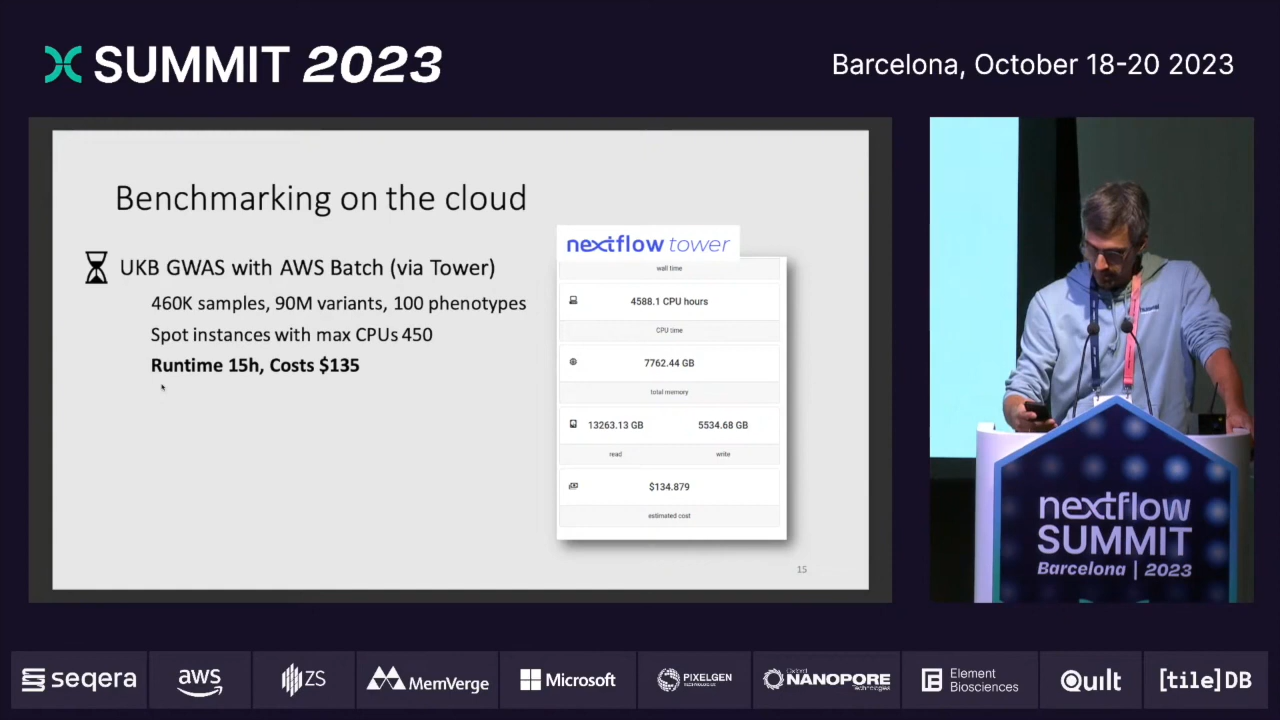 SUMMIT 2023
Barcelona, October 18-20 2023
Benchmarking on the cloud
UKB GWAS with AWS Batch (via Tower)
460K samples, 90M variants, 100 phenotypes
Spot instances with max CPUs 450
Runtime 15h, Costs $135
nextflow tower
wall time
4588.1 CPU hours
CPU time
7762.44 GB
total memory
13263.13 GB 5534.68 GB
read write
$134.879
estimated cost
15
nextflow
SUMMIT
Barcelona | 2023
seqera
aws
ZS
MemVerge
Microsoft
PIXELGEN
TECHNOLOGIES
Oxford
NANOPORE
Technologies
Element
Biosciences
Quilt
[tile]DB